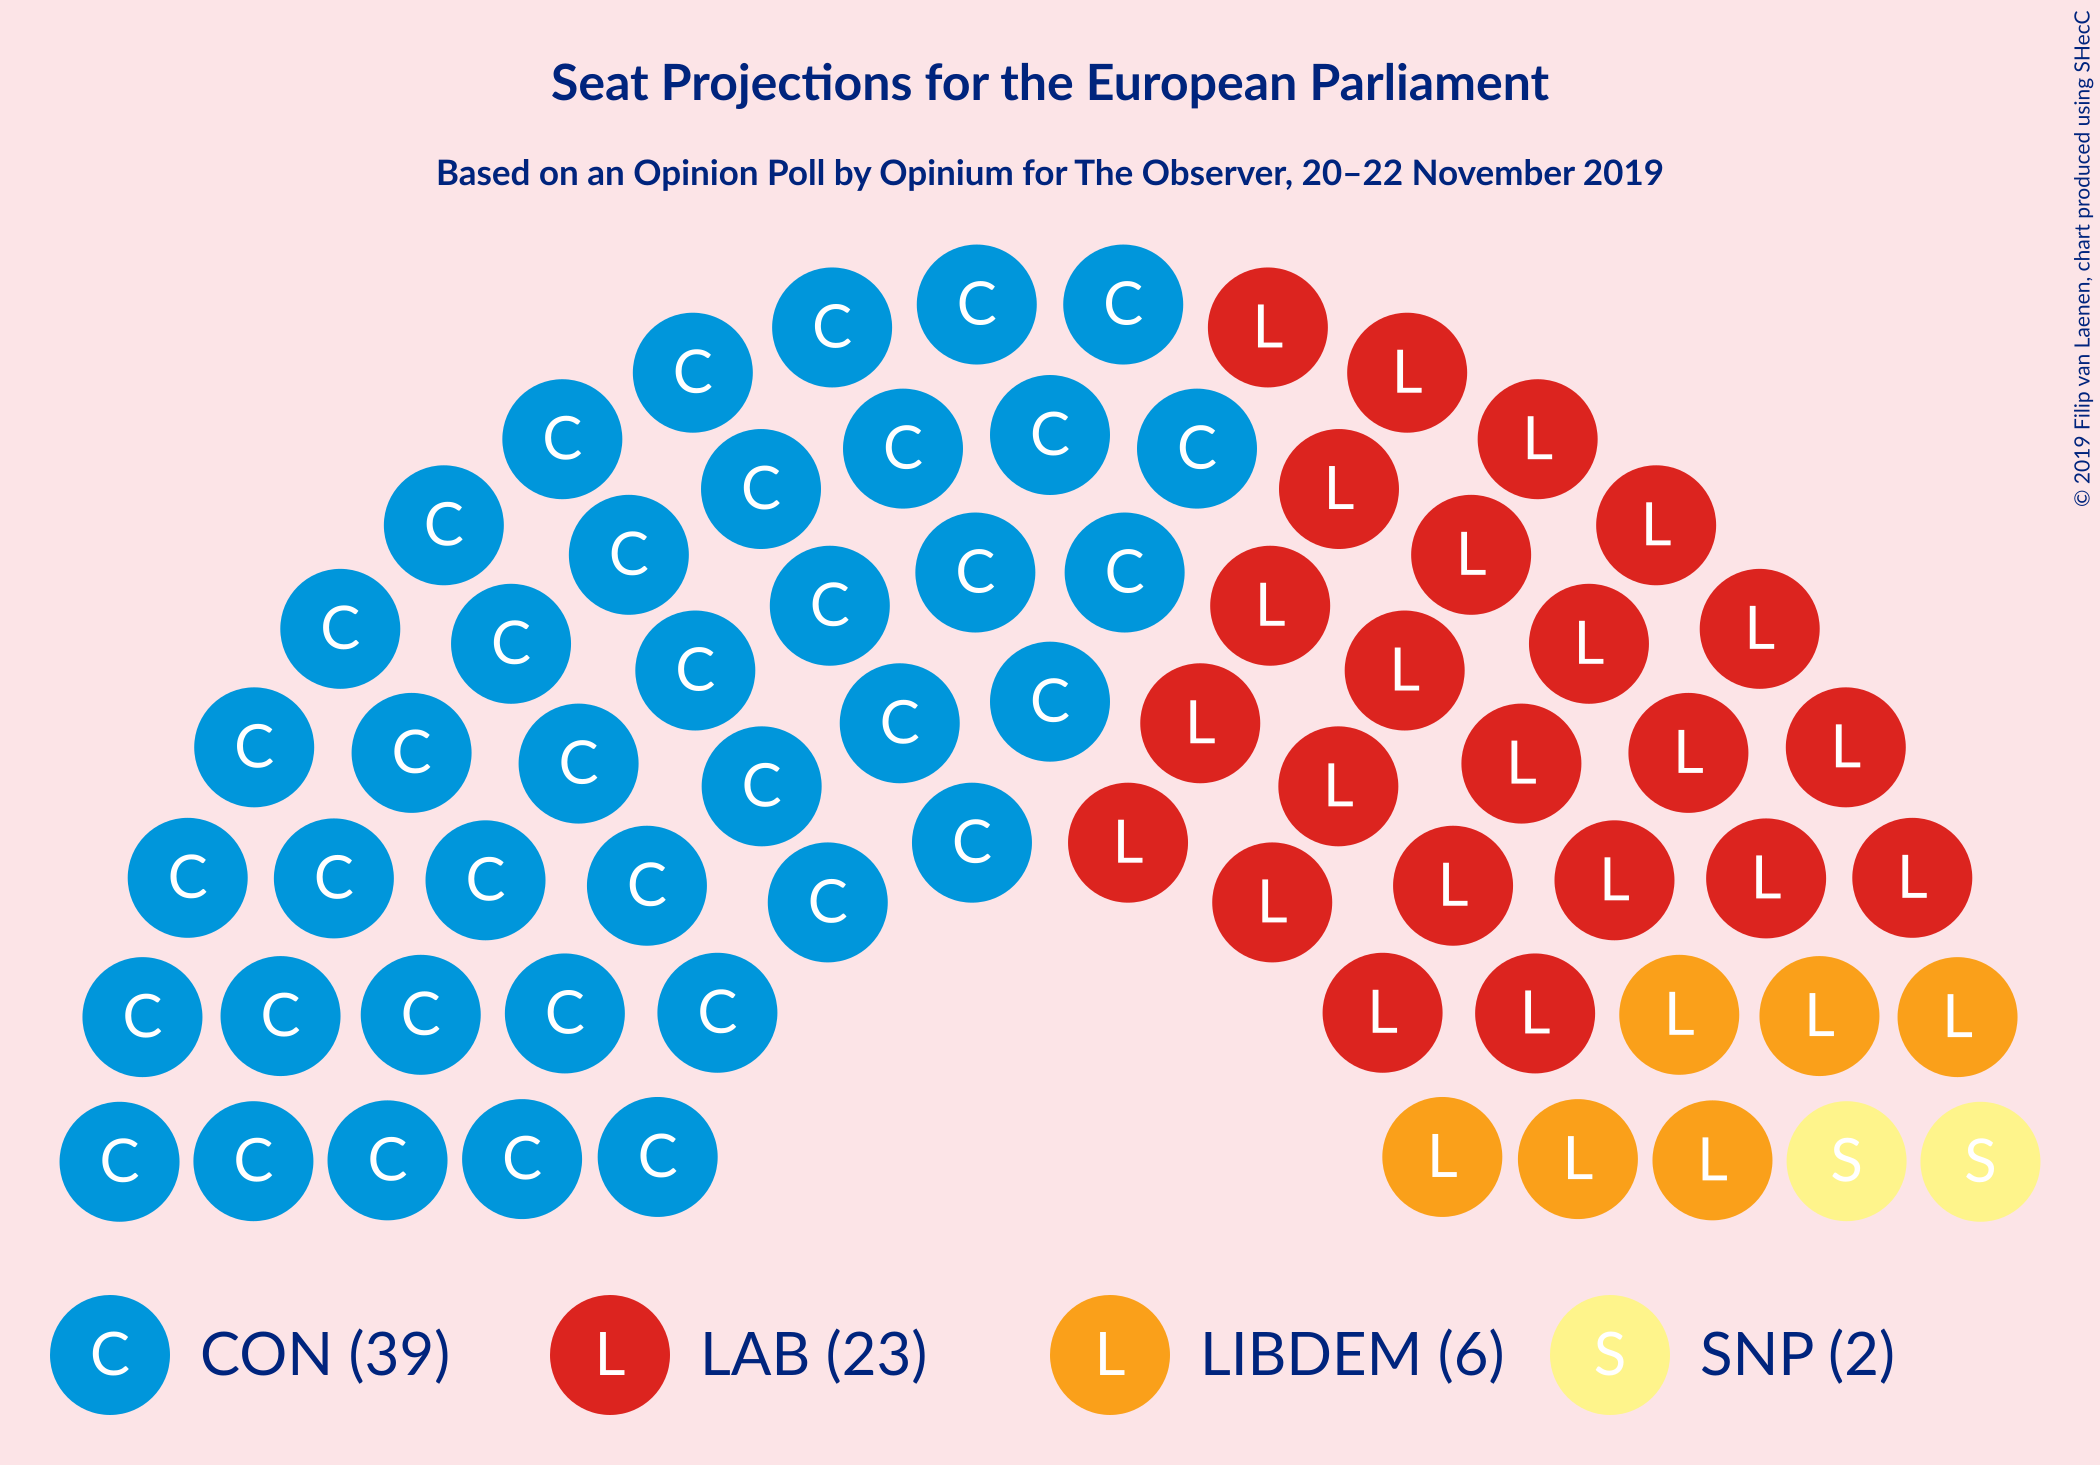 Seat Projections for the European Parliament
Based on an Opinion Poll by Opinium for The Observer, 20–22 November 2019
© 2019 Filip van Laenen, chart produced using SHecC
C C
C L
C L
C C C C L
C L
C L
C L
C C
C L
C L
C L
C L
C
C L
C C C L L L
C L
C L
C C C C L L L L
C L
C C C C C L L L L L
C C C C C L L L S S
C CON (39) L LAB (23) L LIBDEM (6) S SNP (2)